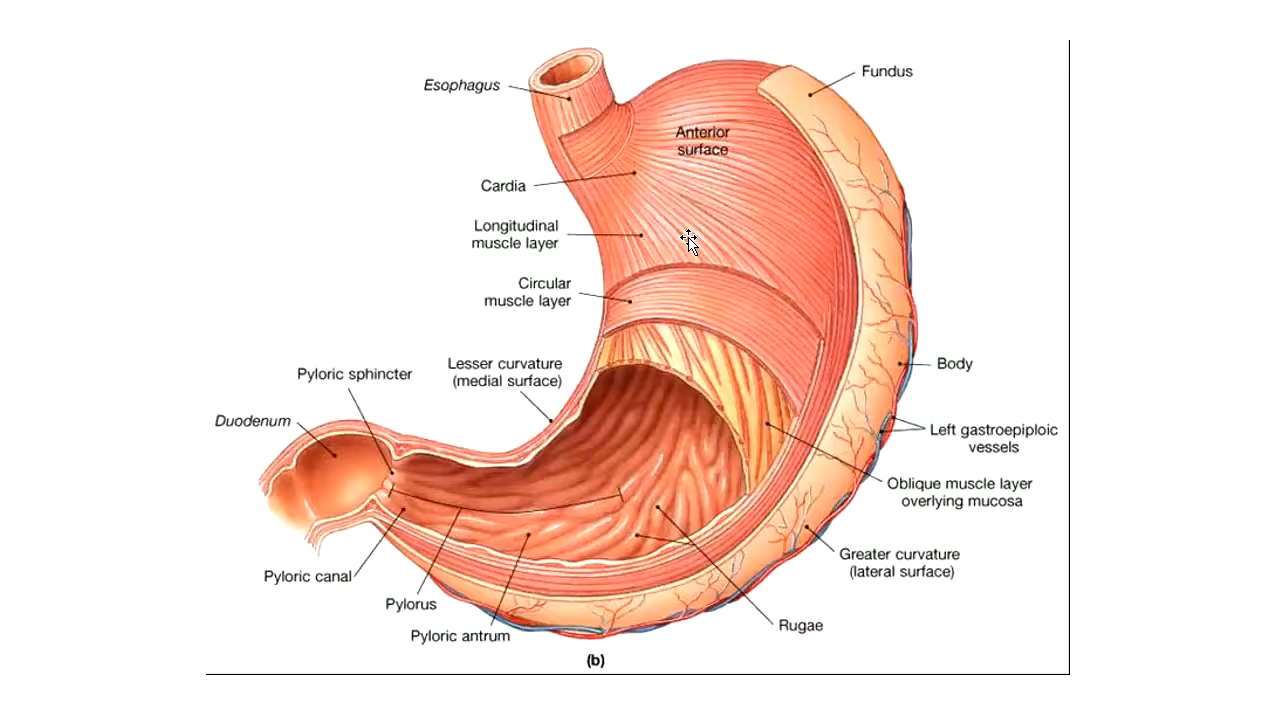 Fundus
Esophagus
Anterior
surface
Cardia
Longitudinal
muscle layer
Circular
muscle layer
Lesser curvature
(medial surface)
Body
Pyloric sphincter
Duodenum
Left gastroepiploic
vessels
Oblique muscle layer
overlying mucosa
Greater curvature
(lateral surface)
Pyloric canal
Pylorus
Rugae
Pyloric antrum
(b)